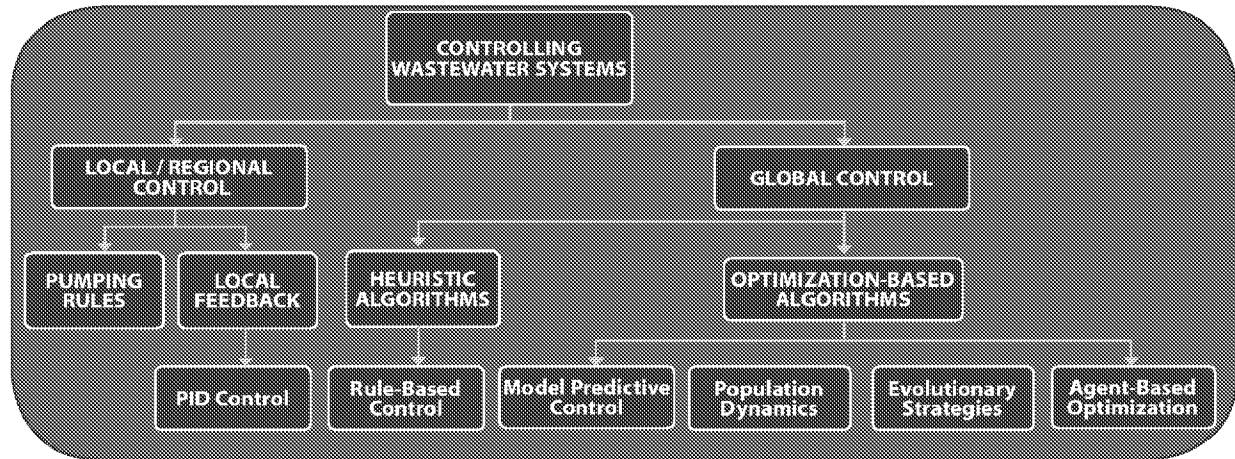 CONTROLLING
WASTEWATER SYSTEMS
LOCAL / REGIONAL
CONTROL
GLOBAL CONTROL
PUMPING
RULES
LOCAL
FEEDBACK
HEURISTIC
ALGORITHMS
OPTIMIZATION-BASED
ALGORITHMS
PID Control
Rule-Based
Control
Model Predictive
Control
Population
Dynamics
Evolutionary
Strategies
Agent-Based
Optimization